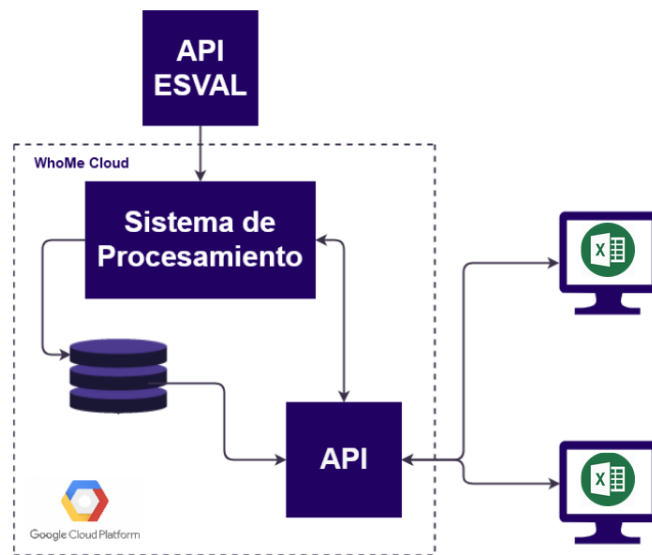 API
ESVAL
WhoMe Cloud
Sistema de
Procesamiento
X
API
X
Google Cloud Platform